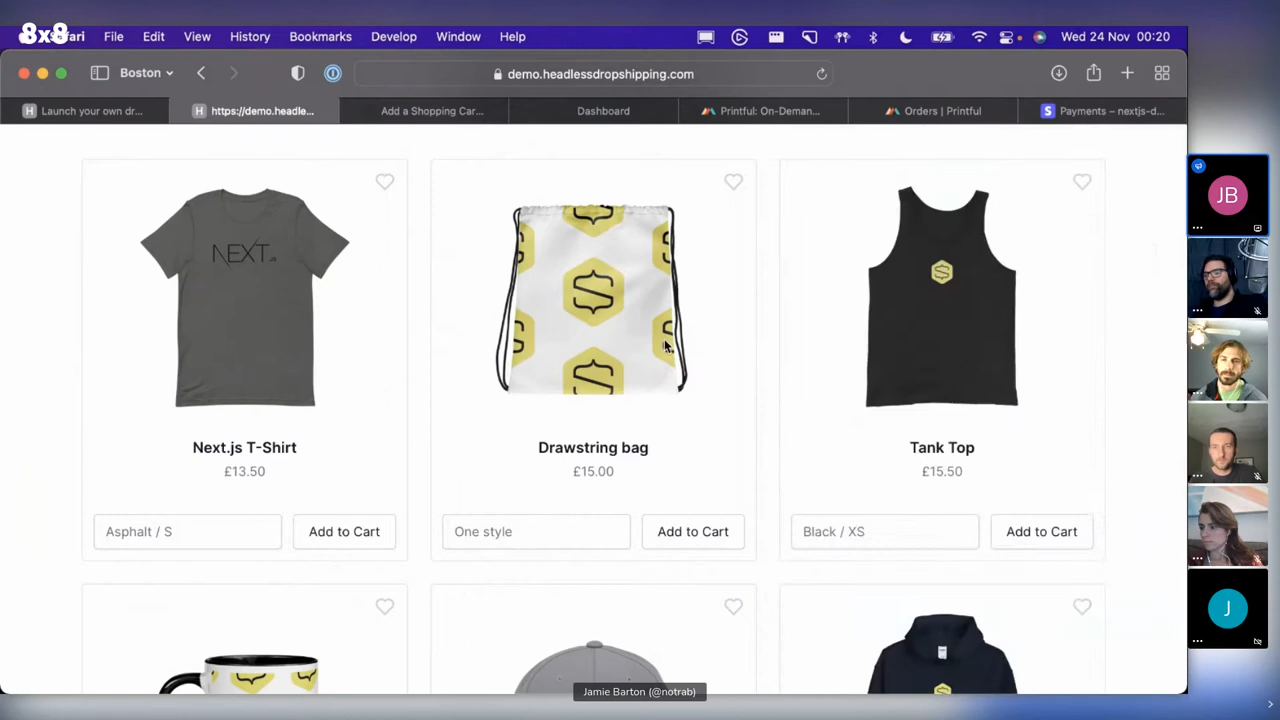 8x8
Safari File Edit View History Bookmarks Develop Window Help Wed 24 Nov 00:20
Boston demo.headlessdropshipping.com
H Launch your own dr... H https://demo.headle... Add a Shopping Car... Dashboard Printful: On-Deman... Orders | Printful S Payments – nextjs-d...
JB
NEXT.JS
Next.js T-Shirt Drawstring bag Tank Top
£13.50 £15.00 £15.50
Asphalt / S Add to Cart One style Add to Cart Black / XS Add to Cart
J
Jamie Barton (@notrab)